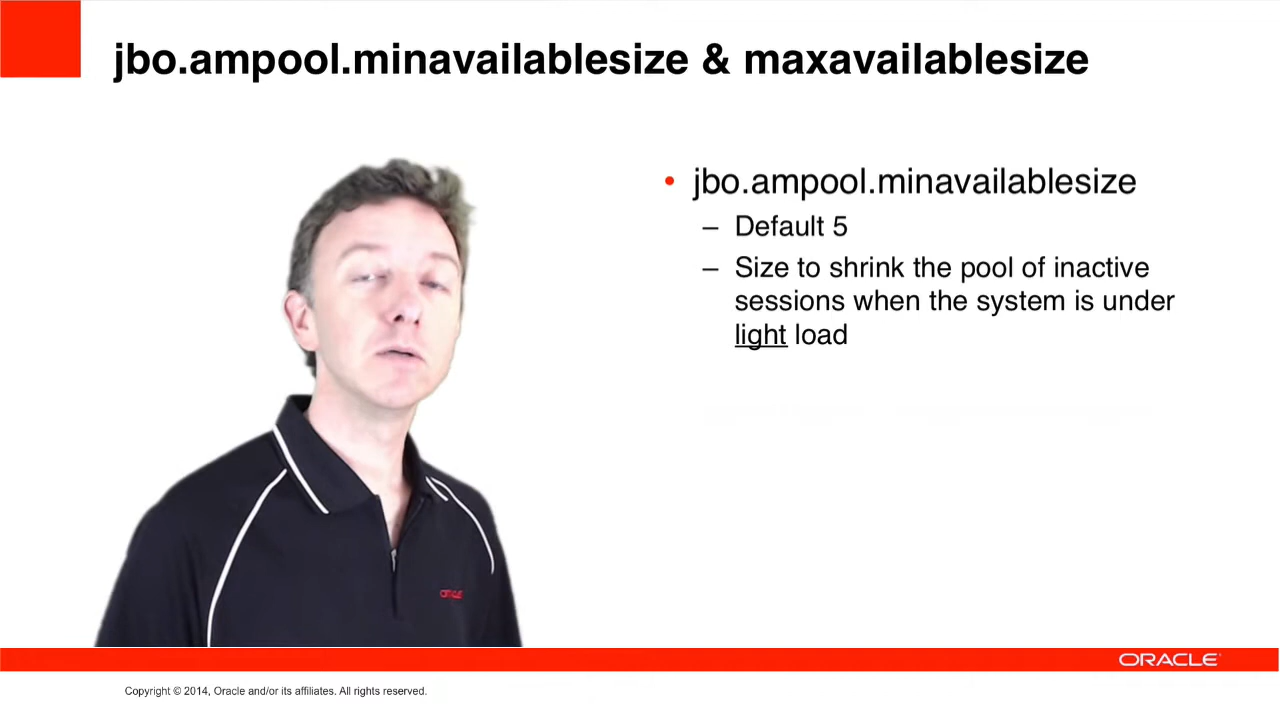 jbo.ampool.minavailablesize & maxavailablesize
• jbo.ampool.minavailablesize
– Default 5
– Size to shrink the pool of inactive
sessions when the system is under
light load
ORACLE
ORACLE
Copyright © 2014, Oracle and/or its affiliates. All rights reserved.